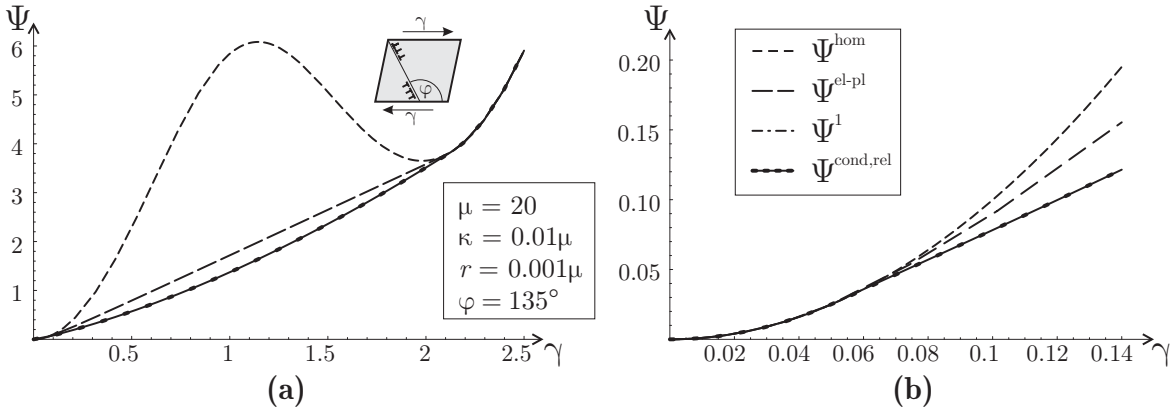 Ψ
6
5
4
3
2
1
0.5
1
1.5
2
2.5
γ
γ
φ
γ
μ = 20
κ = 0.01μ
r = 0.001μ
φ = 135°
(a)
Ψ
0.20
0.15
0.10
0.05
0.02
0.04
0.06
0.08
0.1
0.12
0.14
γ
Ψ^hom
Ψ^el-pl
Ψ^1
Ψ^cond,rel
(b)